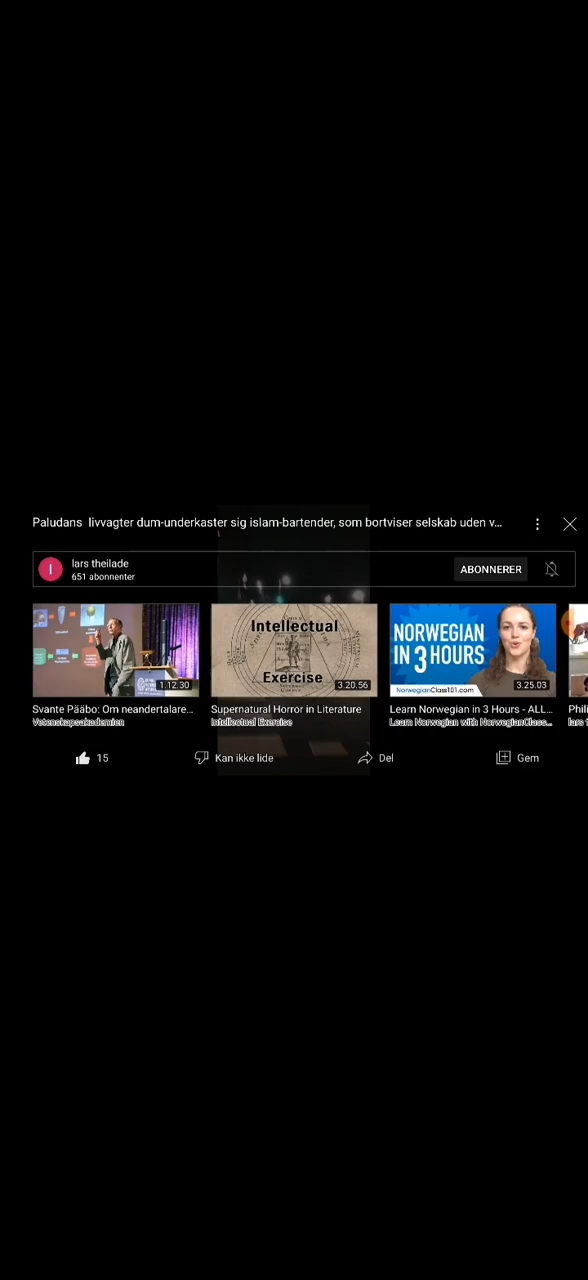 Paludans livvagter dum-underkaster sig islam-bartender, som bortviser selskab uden v...
l
lars theilade
651 abonnenter
ABONNERER
1.12.30
Intellectual
Exercise
3.20.56
NORWEGIAN
IN 3 HOURS
NorwegianClass101.com
3.25.03
Svante Pääbo: Om neandertalare...
Vetenskapsakademien
Supernatural Horror in Literature
Intellectual Exercise
Learn Norwegian in 3 Hours - ALL...
Learn Norwegian with NorwegianClass...
Phili
lars t
15
Kan ikke lide
Del
Gem